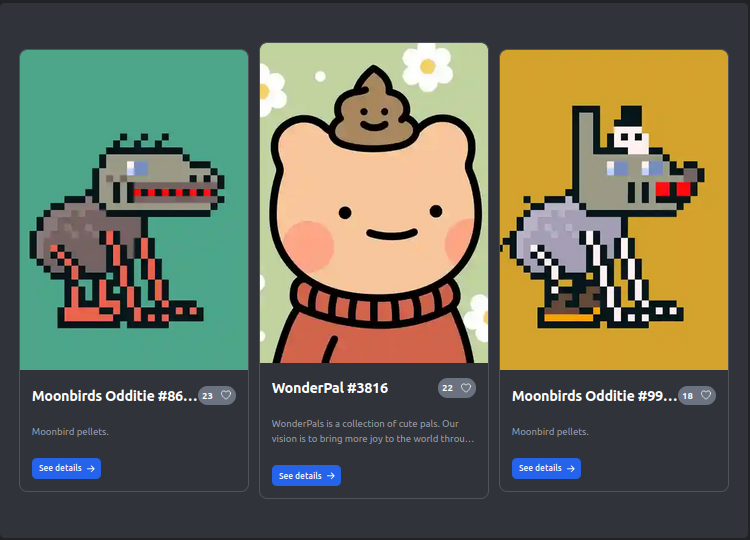 Moonbirds Odditie #86...
23
Moonbird pellets.
See details
WonderPal #3816
22
WonderPals is a collection of cute pals. Our
vision is to bring more joy to the world throu...
See details
Moonbirds Odditie #99...
18
Moonbird pellets.
See details